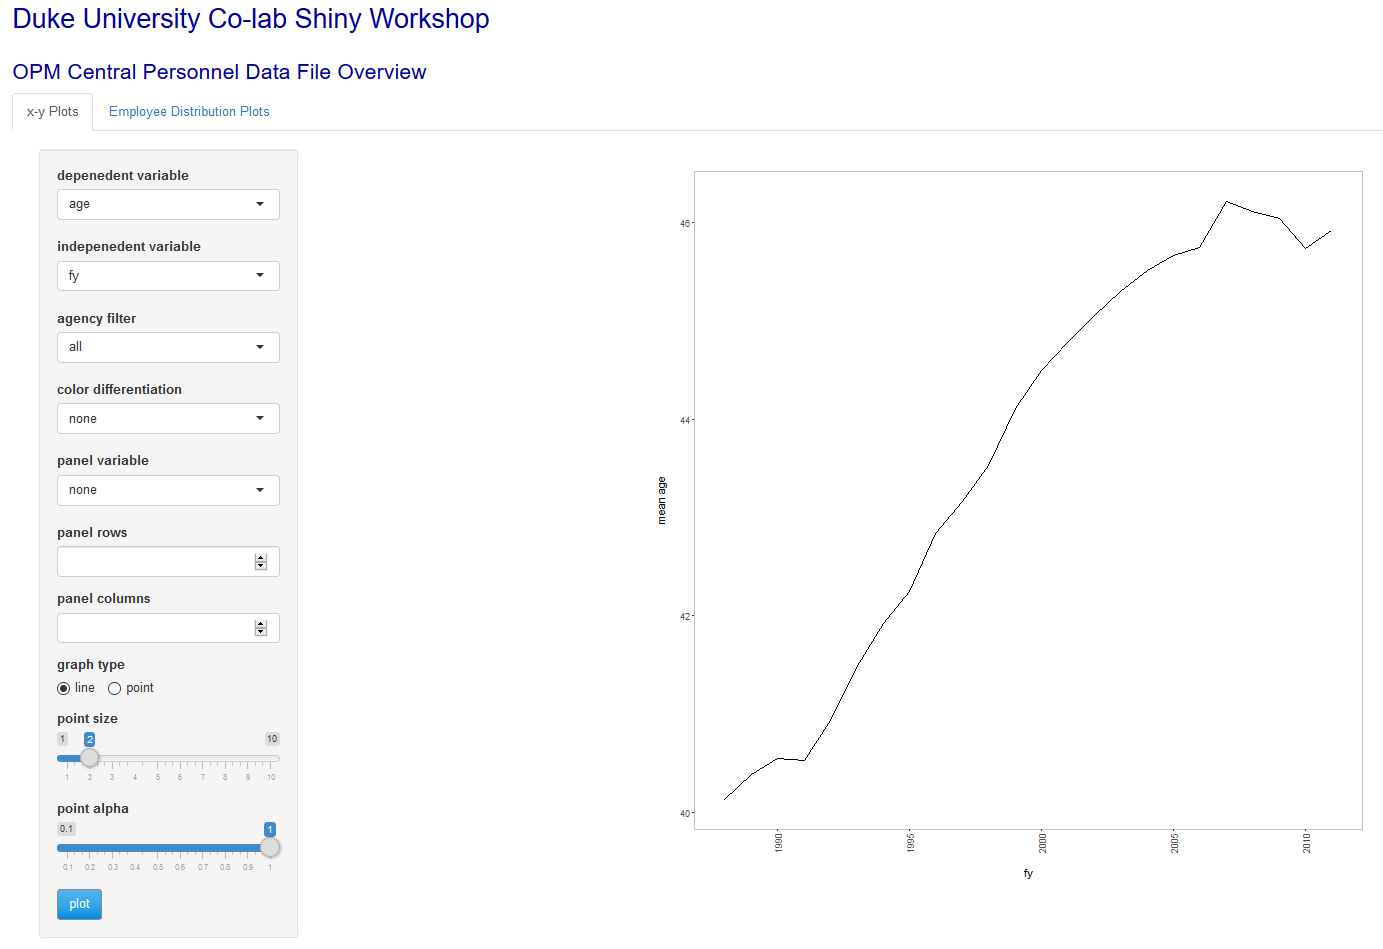 Duke University Co-lab Shiny Workshop
OPM Central Personnel Data File Overview
x-y Plots
Employee Distribution Plots
depenedent variable
age
indepenedent variable
fy
agency filter
all
color differentiation
none
panel variable
none
panel rows
panel columns
graph type
line point
point size
1 2 10
1 2 3 4 5 6 7 8 9 10
point alpha
0.1 1
0.1 0.2 0.3 0.4 0.5 0.6 0.7 0.8 0.9 1
plot
mean age
46
44
42
40
1990 1995 2000 2005 2010
fy